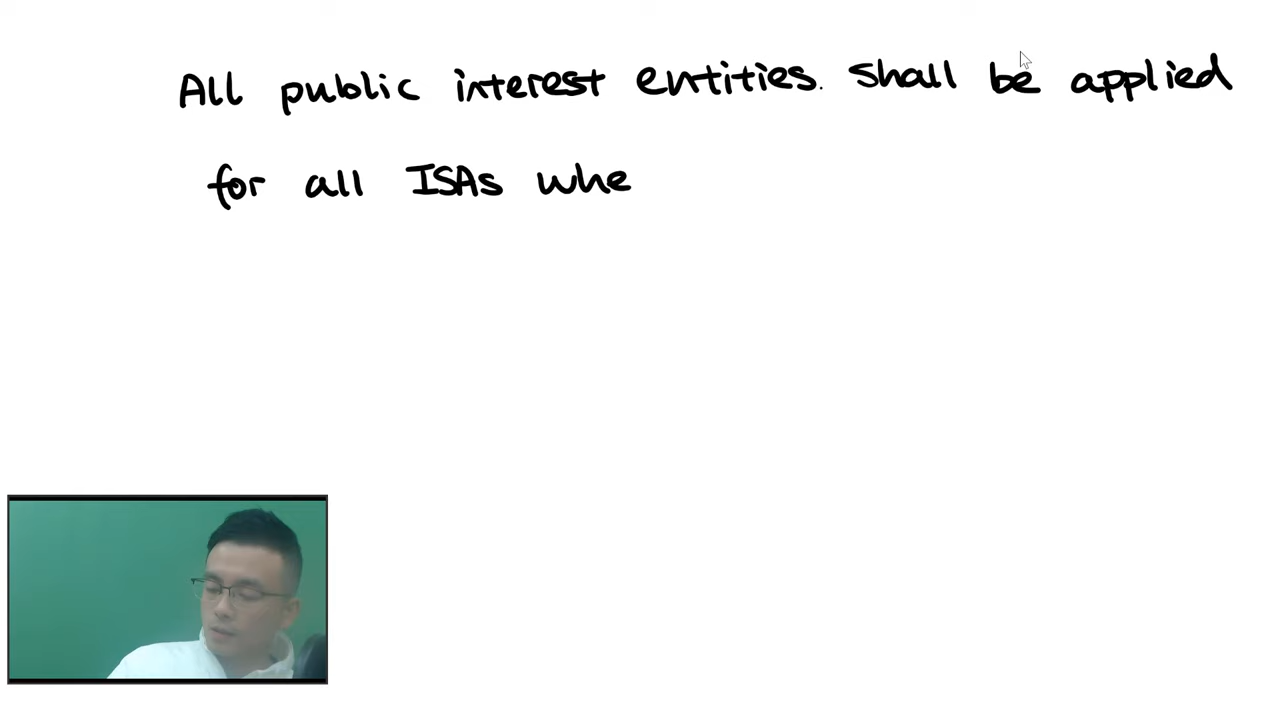 All public interest entities. Shall be applied
for all ISAs whe